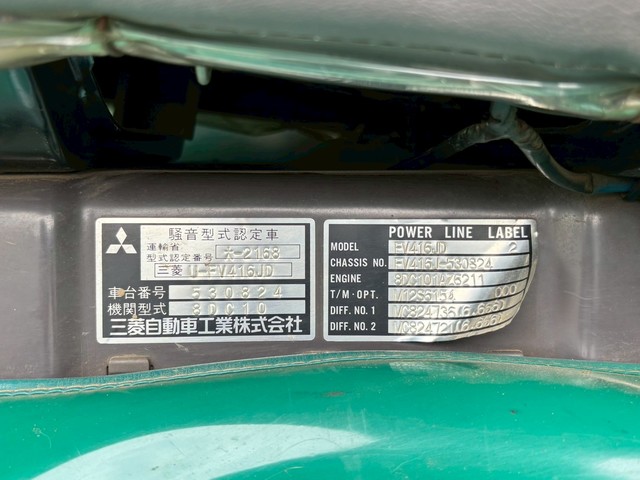 騒音型式認定車
運輸省
型式認定番号 六-2168
三菱 U-FV416JD
車台番号 530824
機関型式 8DC10
三菱自動車工業株式会社
POWER LINE LABEL
MODEL FV416JD 2
CHASSIS NO. FV416J-530824
ENGINE
T/M·OPT. 000
DIFF. NO. 1
DIFF. NO. 2